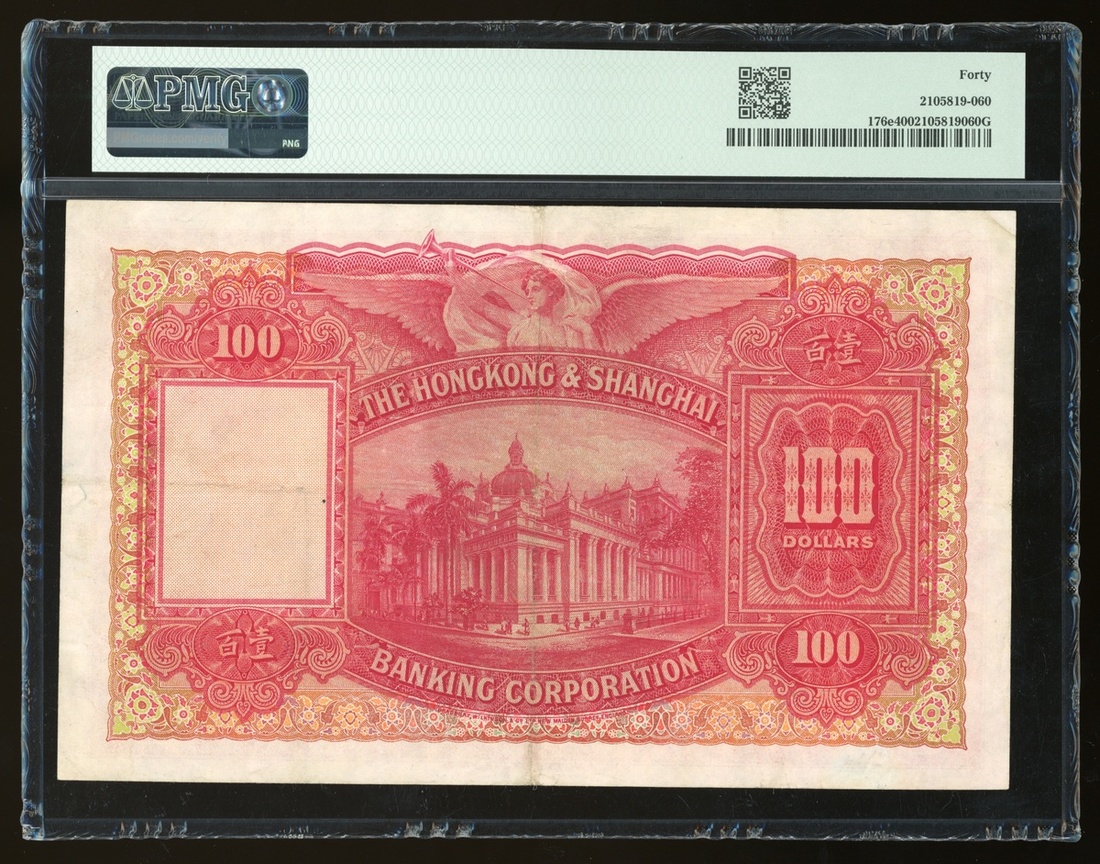 PMG
PNG
Forty
2105819-060
176e4002105819060G
100
百壹
THE HONGKONG & SHANGHAI
100
DOLLARS
百壹
100
BANKING CORPORATION